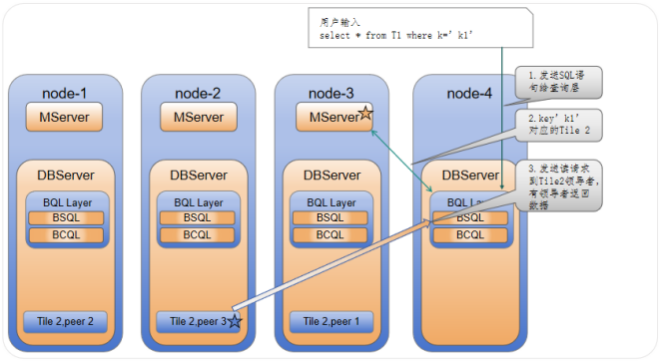 用户输入
select * from T1 where k=' k1'
1.发送SQL语
句给查询层
2.key' k1'
对应的Tile 2
3.发送读请求
到Tile2领导者,
有领导者返回
数据
node-1
MServer
DBServer
BQL Layer
BSQL
BCQL
Tile 2,peer 2
node-2
MServer
DBServer
BQL Layer
BSQL
BCQL
Tile 2,peer 3
node-3
MServer
DBServer
BQL Layer
BSQL
BCQL
Tile 2,peer 1
node-4
DBServer
BQL Layer
BSQL
BCQL